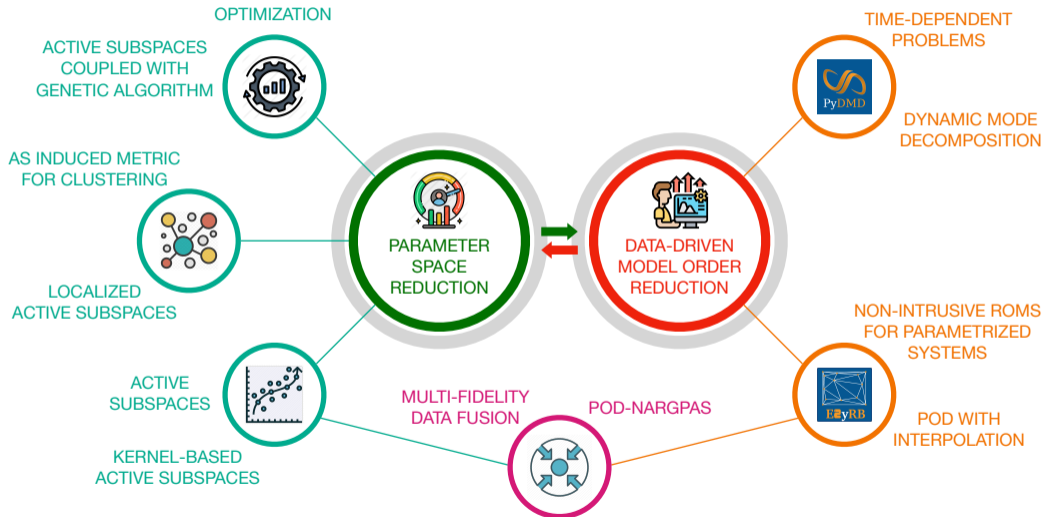 OPTIMIZATION
ACTIVE SUBSPACES
COUPLED WITH
GENETIC ALGORITHM
AS INDUCED METRIC
FOR CLUSTERING
LOCALIZED
ACTIVE SUBSPACES
ACTIVE
SUBSPACES
KERNEL-BASED
ACTIVE SUBSPACES
PARAMETER
SPACE
REDUCTION
DATA-DRIVEN
MODEL ORDER
REDUCTION
MULTI-FIDELITY
DATA FUSION
POD-NARGPAS
TIME-DEPENDENT
PROBLEMS
PyDMD
DYNAMIC MODE
DECOMPOSITION
NON-INTRUSIVE ROMS
FOR PARAMETRIZED
SYSTEMS
EZyRB
POD WITH
INTERPOLATION